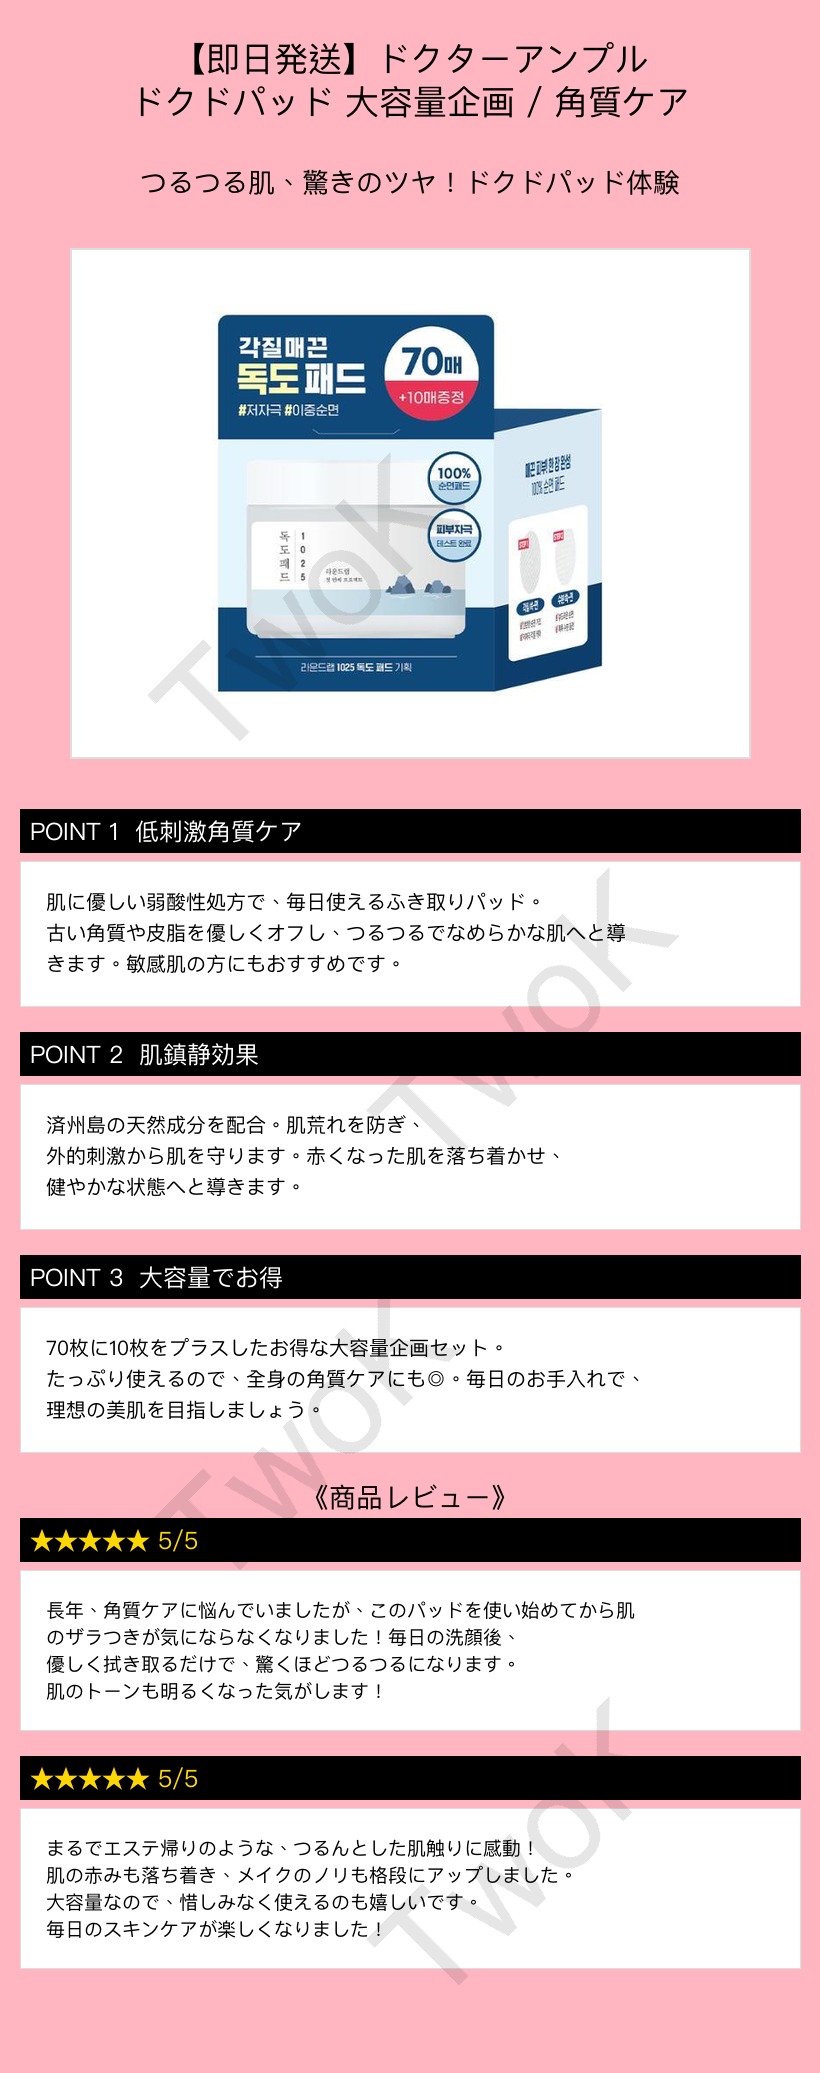 【即日発送】ドクターアンプル
ドクドパッド 大容量企画 / 角質ケア
つるつる肌、驚きのツヤ！ドクドパッド体験
각질 매끈
독도 패드
#저자극 #이중순면
70매
+10매증정
100%
순면패드
피부자극
테스트 완료
독도패드
1025
라운드랩
라운드랩 1025 독도 패드 기획
매끈 피부, 한 장 완성
100% 순면 패드
TwoK
POINT 1 低刺激角質ケア
肌に優しい弱酸性処方で、毎日使えるふき取りパッド。
古い角質や皮脂を優しくオフし、つるつるでなめらかな肌へと導
きます。敏感肌の方にもおすすめです。
TwoK
POINT 2 肌鎮静効果
済州島の天然成分を配合。肌荒れを防ぎ、
外的刺激から肌を守ります。赤くなった肌を落ち着かせ、
健やかな状態へと導きます。
POINT 3 大容量でお得
70枚に10枚をプラスしたお得な大容量企画セット。
たっぷり使えるので、全身の角質ケアにも◎。毎日のお手入れで、
理想の美肌を目指しましょう。
TwoK
《商品レビュー》
★★★★★ 5/5
長年、角質ケアに悩んでいましたが、このパッドを使い始めてから肌
のザラつきが気にならなくなりました！毎日の洗顔後、
優しく拭き取るだけで、驚くほどつるつるになります。
肌のトーンも明るくなった気がします！
★★★★★ 5/5
まるでエステ帰りのような、つるんとした肌触りに感動！
肌の赤みも落ち着き、メイクのノリも格段にアップしました。
大容量なので、惜しみなく使えるのも嬉しいです。
毎日のスキンケアが楽しくなりました！
TwoK